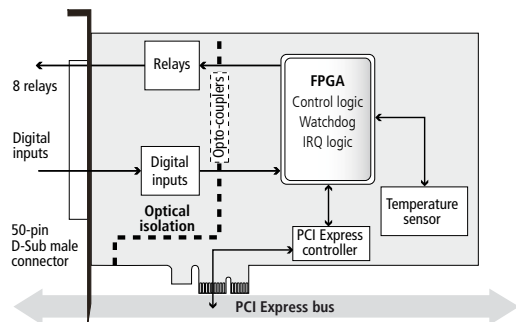 Relays
8 relays
Opto-couplers
FPGA
Control logic
Watchdog
IRQ logic
Digital
inputs
Digital
inputs
Optical
isolation
Temperature
sensor
50-pin
D-Sub male
connector
PCI Express
controller
PCI Express bus